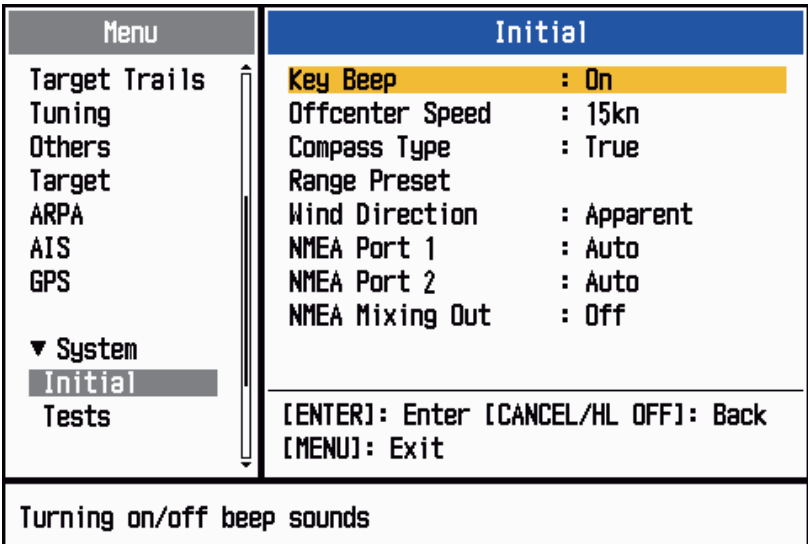 Menu
Target Trails
Tuning
Others
Target
ARPA
AIS
GPS
▼ System
Initial
Tests
Initial
Key Beep : On
Offcenter Speed : 15kn
Compass Type : True
Range Preset
Wind Direction : Apparent
NMEA Port 1 : Auto
NMEA Port 2 : Auto
NMEA Mixing Out : Off
[ENTER]: Enter [CANCEL/HL OFF]: Back
[MENU]: Exit
Turning on/off beep sounds